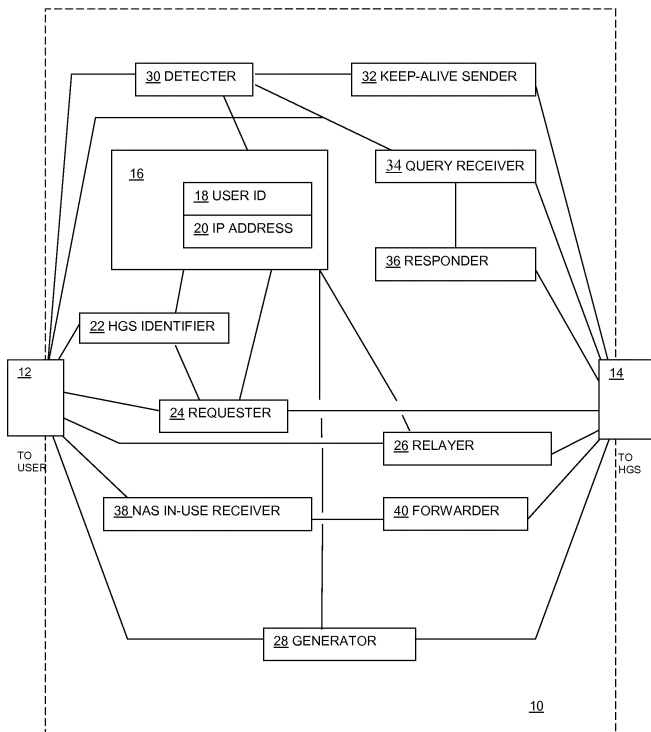 30 DETECTER
32 KEEP-ALIVE SENDER
16
34 QUERY RECEIVER
18 USER ID
20 IP ADDRESS
36 RESPONDER
22 HGS IDENTIFIER
12
14
24 REQUESTER
26 RELAYER
TO
USER
TO
HGS
38 NAS IN-USE RECEIVER
40 FORWARDER
28 GENERATOR
10